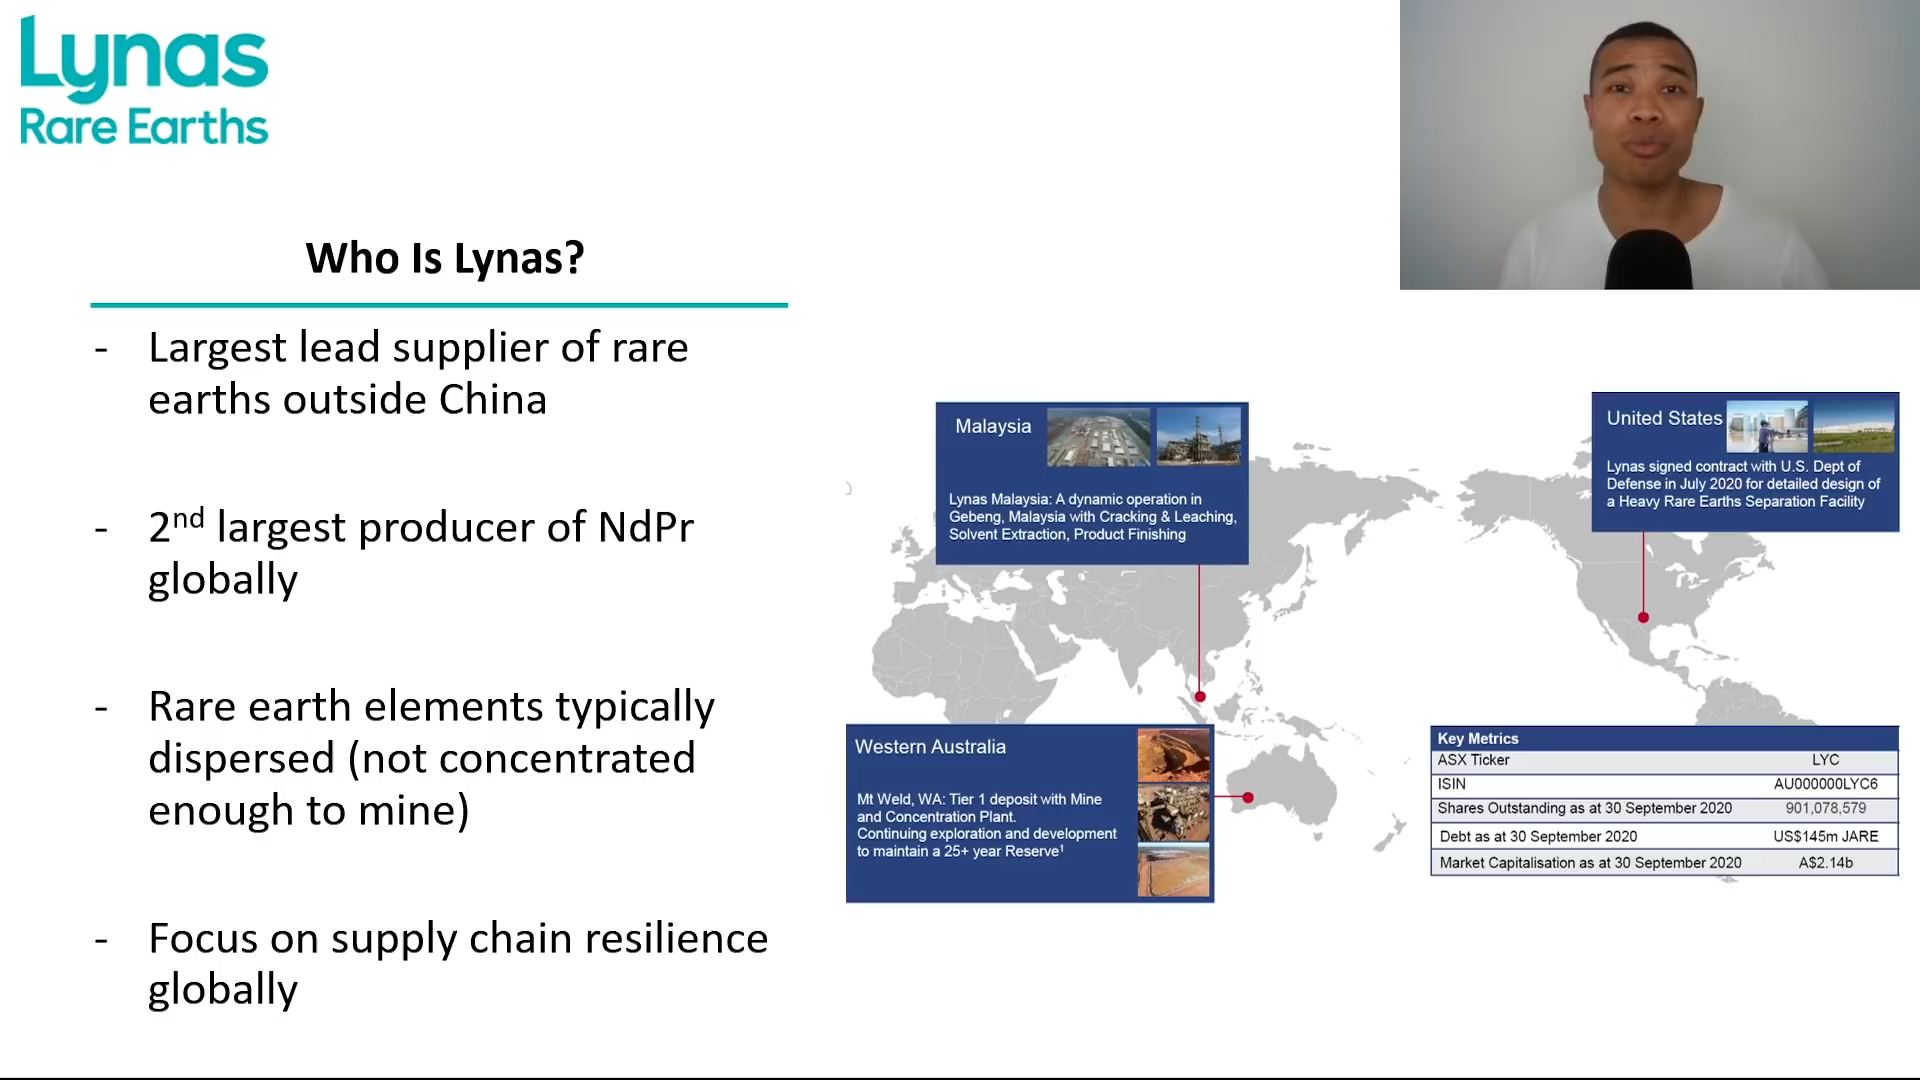 Lynas
Rare Earths
Who Is Lynas?
- Largest lead supplier of rare
earths outside China
- 2nd largest producer of NdPr
globally
- Rare earth elements typically
dispersed (not concentrated
enough to mine)
- Focus on supply chain resilience
globally
Malaysia
Lynas Malaysia: A dynamic operation in
Gebeng, Malaysia with Cracking & Leaching,
Solvent Extraction, Product Finishing
United States
Lynas signed contract with U.S. Dept of
Defense in July 2020 for detailed design of
a Heavy Rare Earths Separation Facility
Western Australia
Mt Weld, WA: Tier 1 deposit with Mine
and Concentration Plant.
Continuing exploration and development
to maintain a 25+ year Reserve¹
Key Metrics
ASX Ticker LYC
ISIN AU000000LYC6
Shares Outstanding as at 30 September 2020 901,078,579
Debt as at 30 September 2020 US$145m JARE
Market Capitalisation as at 30 September 2020 A$2.14b